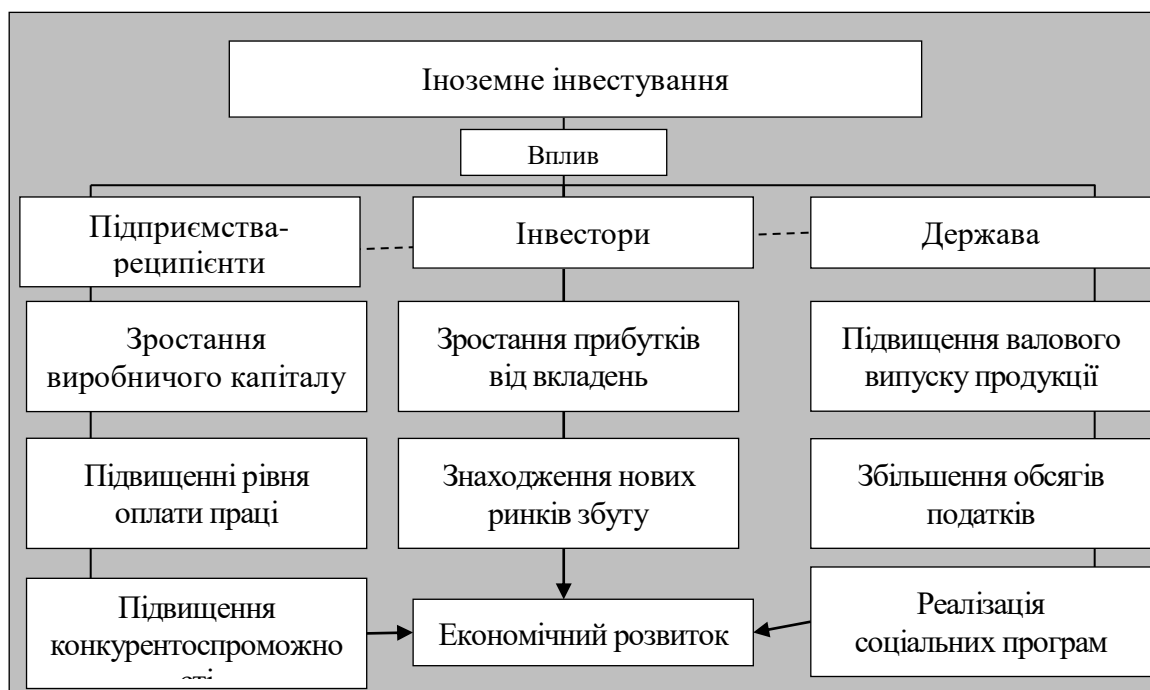 Іноземне інвестування
Вплив
Підприємства-
реципієнти
Інвестори
Держава
Зростання
виробничого капіталу
Зростання прибутків
від вкладень
Підвищення валового
випуску продукції
Підвищенні рівня
оплати праці
Знаходження нових
ринків збуту
Збільшення обсягів
податків
Підвищення
конкурентоспроможно
сті
Економічний розвиток
Реалізація
соціальних програм